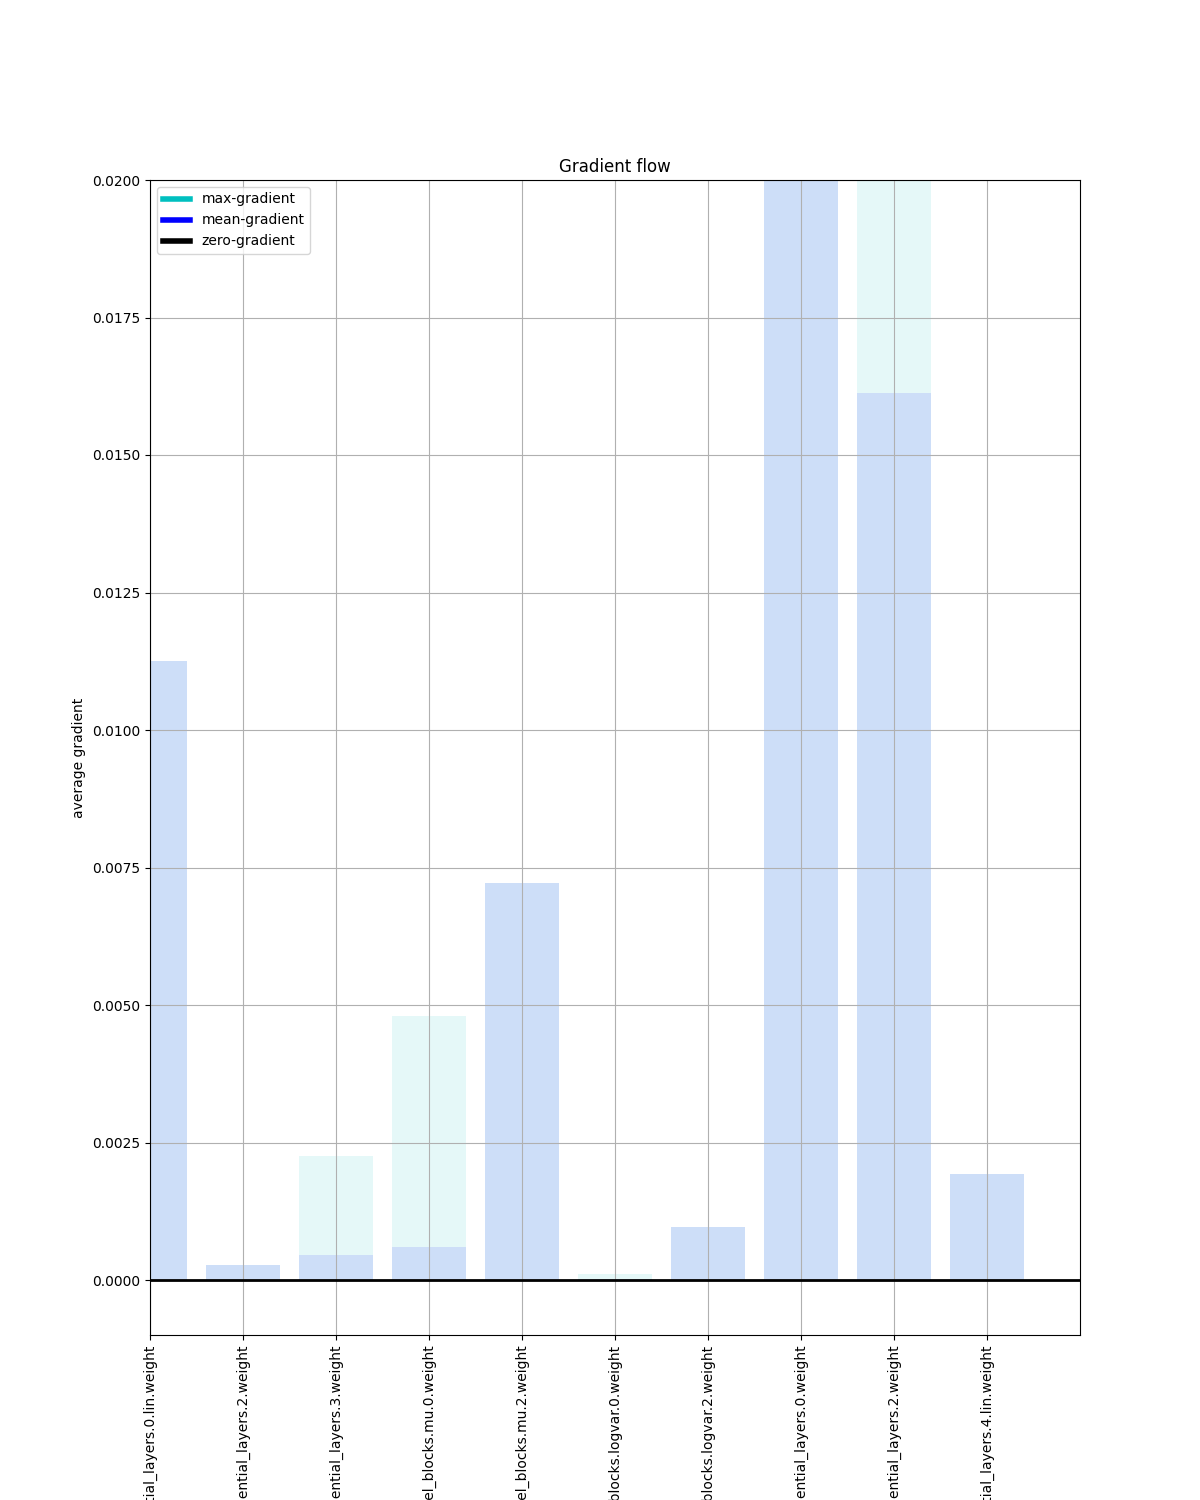 Gradient flow
max-gradient
mean-gradient
zero-gradient
0.0200
0.0175
0.0150
0.0125
0.0100
0.0075
0.0050
0.0025
0.0000
average gradient
tial_layers.0.lin.weight
ential_layers.2.weight
ential_layers.3.weight
el_blocks.mu.0.weight
el_blocks.mu.2.weight
blocks.logvar.0.weight
blocks.logvar.2.weight
ential_layers.0.weight
ential_layers.2.weight
tial_layers.4.lin.weight